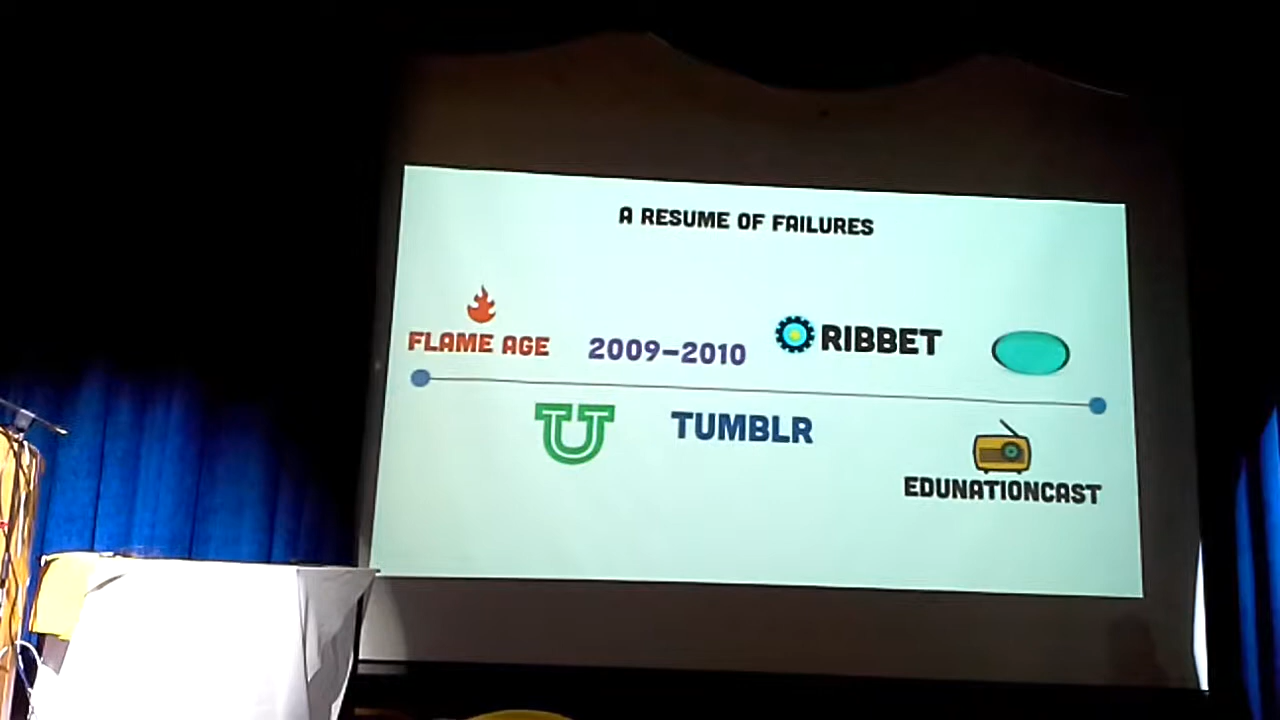 A RESUME OF FAILURES
FLAME AGE
2009-2010
RIBBET
U
TUMBLR
EDUNATIONCAST